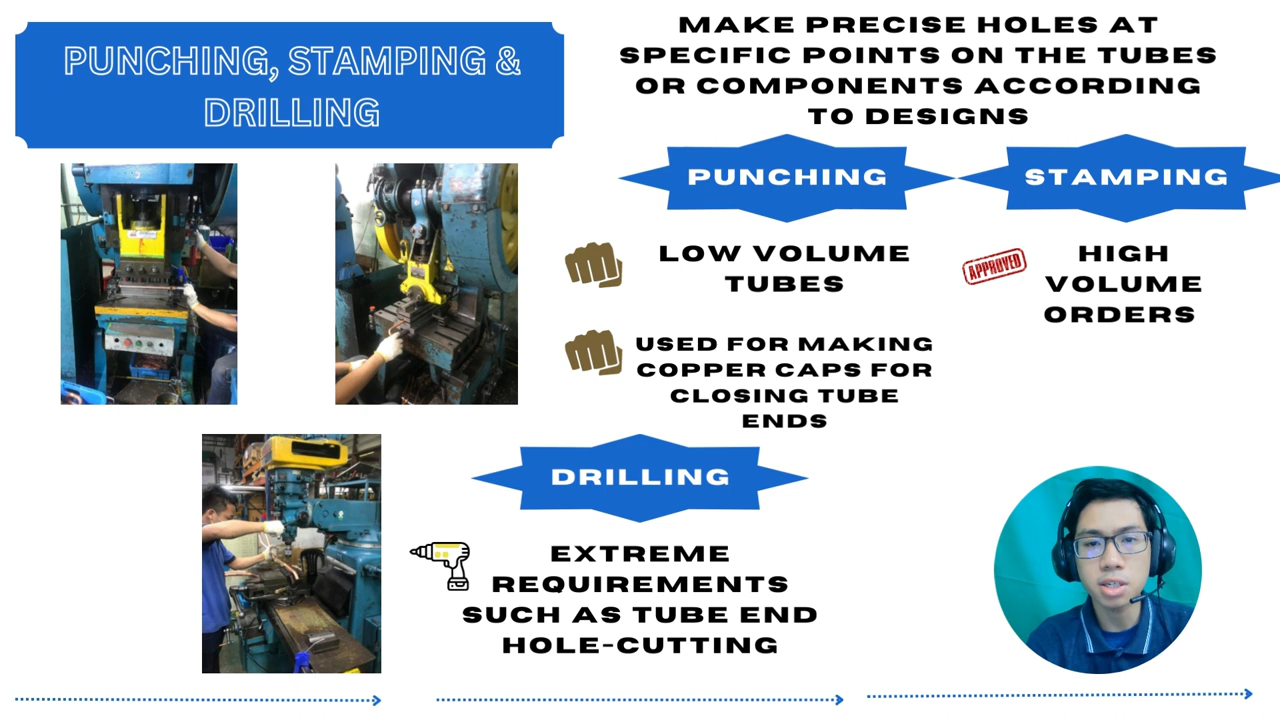 PUNCHING, STAMPING &
DRILLING
MAKE PRECISE HOLES AT
SPECIFIC POINTS ON THE TUBES
OR COMPONENTS ACCORDING
TO DESIGNS
PUNCHING
LOW VOLUME
TUBES
USED FOR MAKING
COPPER CAPS FOR
CLOSING TUBE
ENDS
STAMPING
APPROVED
HIGH
VOLUME
ORDERS
DRILLING
EXTREME
REQUIREMENTS
SUCH AS TUBE END
HOLE-CUTTING